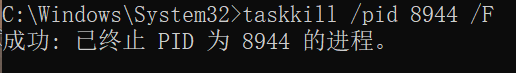 C:\Windows\System32>taskkill /pid 8944 /F
成功: 已终止 PID 为 8944 的进程。